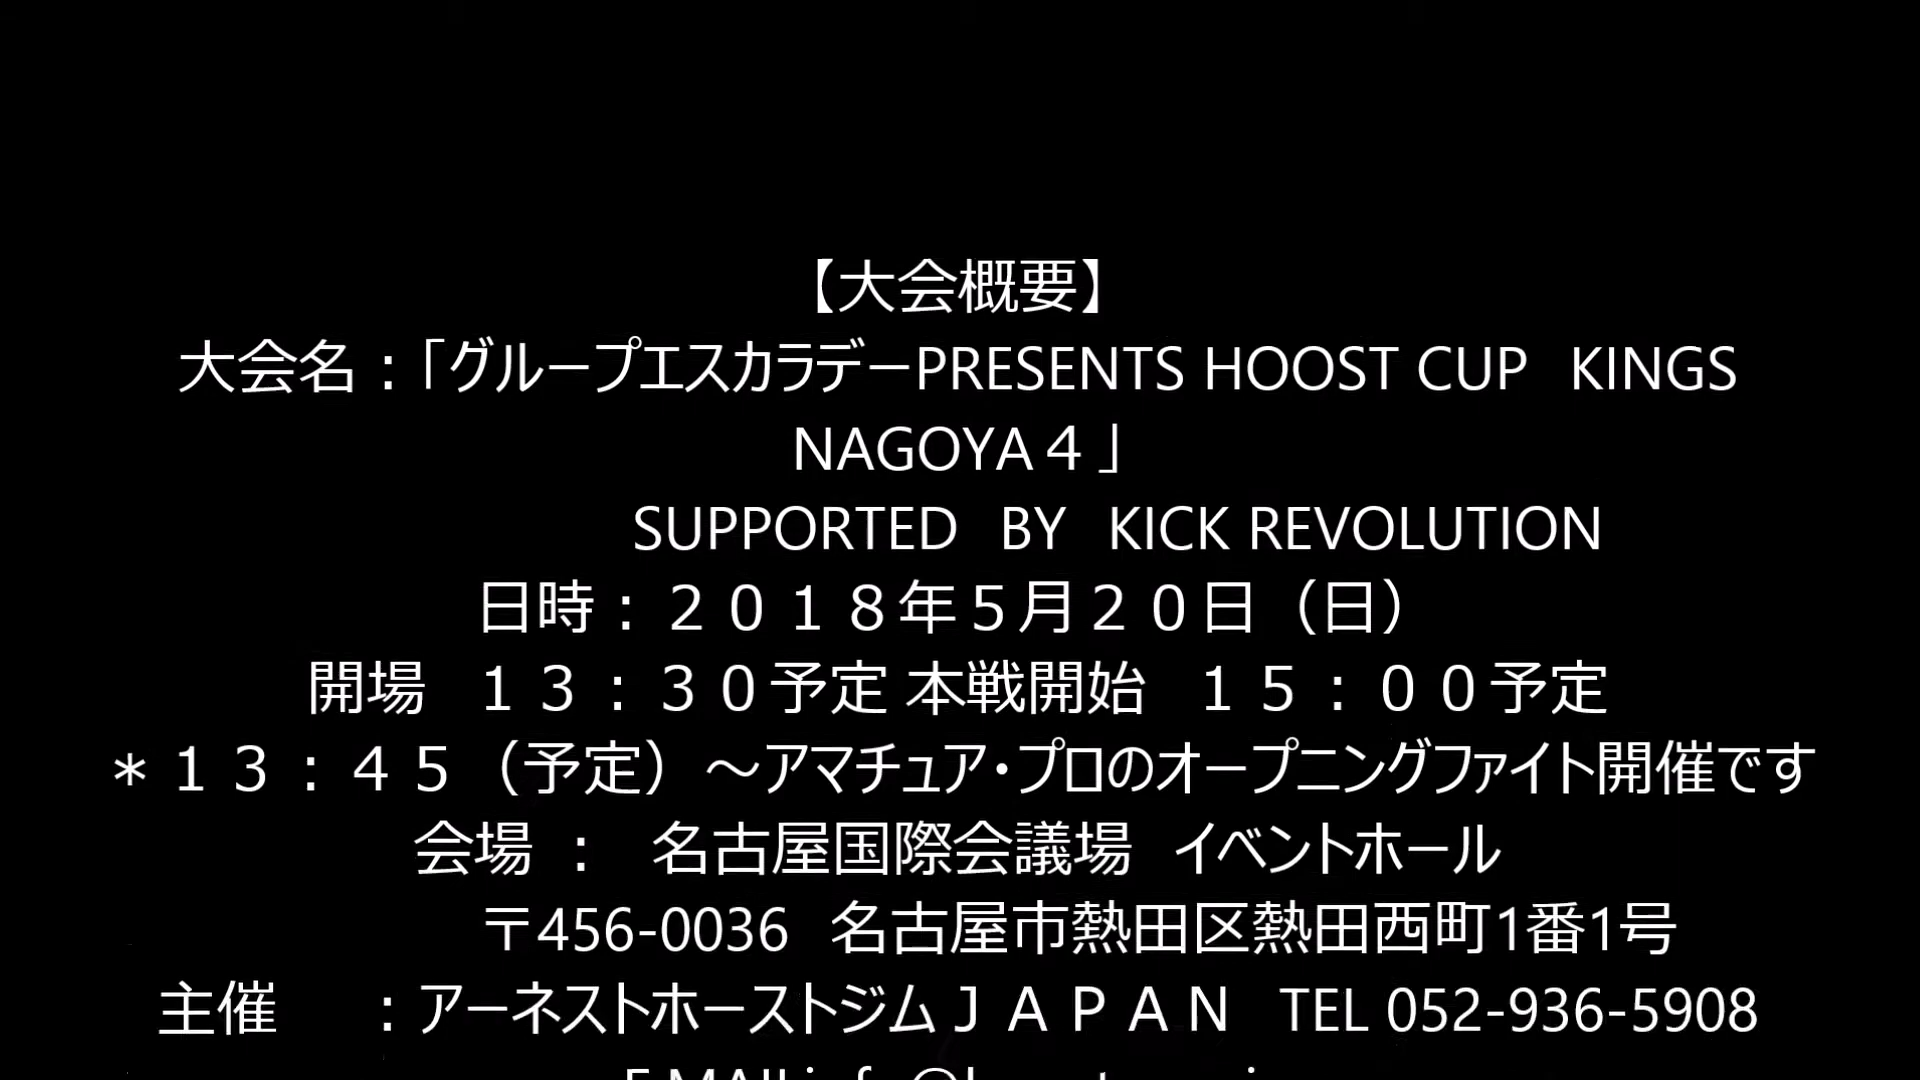 【大会概要】
大会名：「グループエスカラデーPRESENTS HOOST CUP　KINGS
NAGOYA４」
SUPPORTED　BY　KICK REVOLUTION
日時：２０１８年５月２０日（日）
開場　１３：３０予定 本戦開始　１５：００予定
＊１３：４５（予定）～アマチュア・プロのオープニングファイト開催です
会場 ：　名古屋国際会議場　イベントホール
〒456-0036　名古屋市熱田区熱田西町1番1号
主催　：アーネストホーストジムＪＡＰＡＮ　TEL 052-936-5908